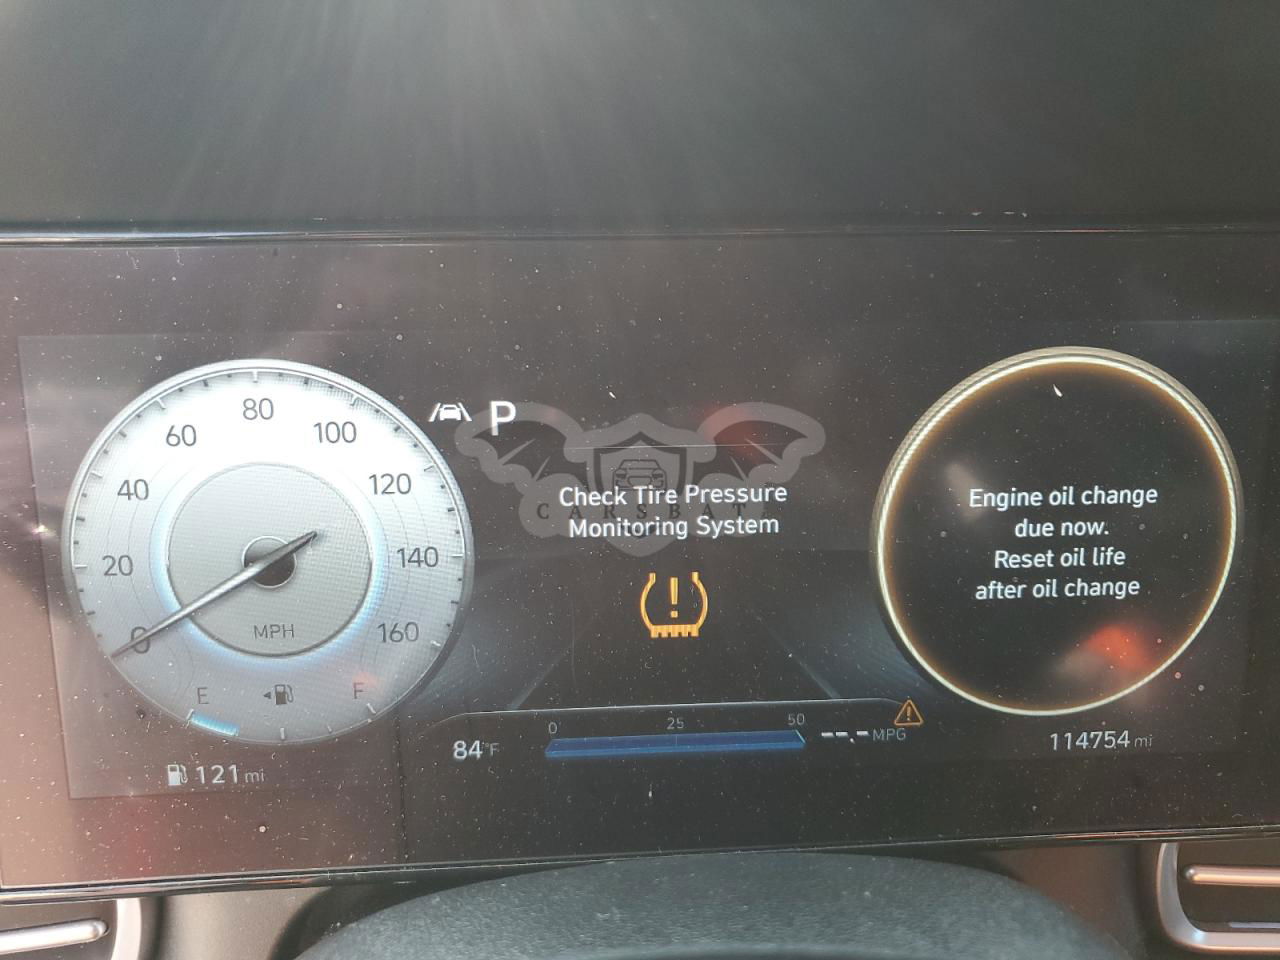 80
60
100
40
120
20
140
0
160
MPH
E
F
121 mi
P
Check Tire Pressure
Monitoring System
CARSBAT
!
0
25
50
84°F
--.- MPG
Engine oil change
due now.
Reset oil life
after oil change
114754 mi